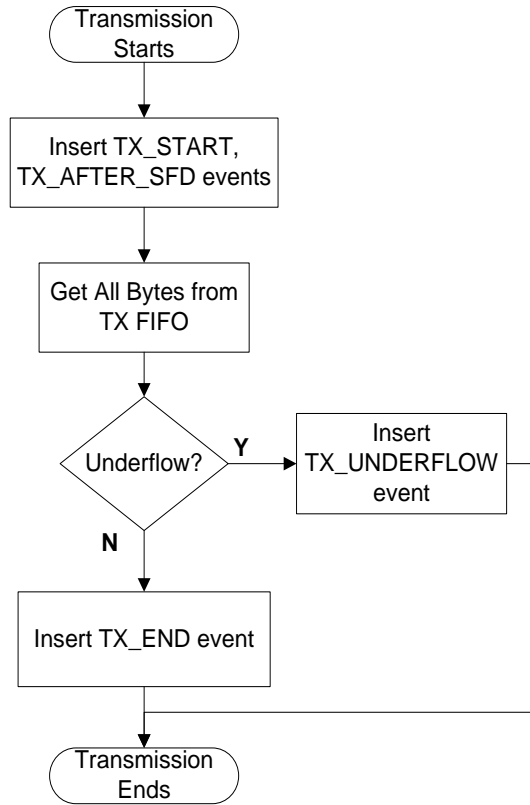 Transmission
Starts
Insert TX_START,
TX_AFTER_SFD events
Get All Bytes from
TX FIFO
Underflow?
Y
Insert
TX_UNDERFLOW
event
N
Insert TX_END event
Transmission
Ends